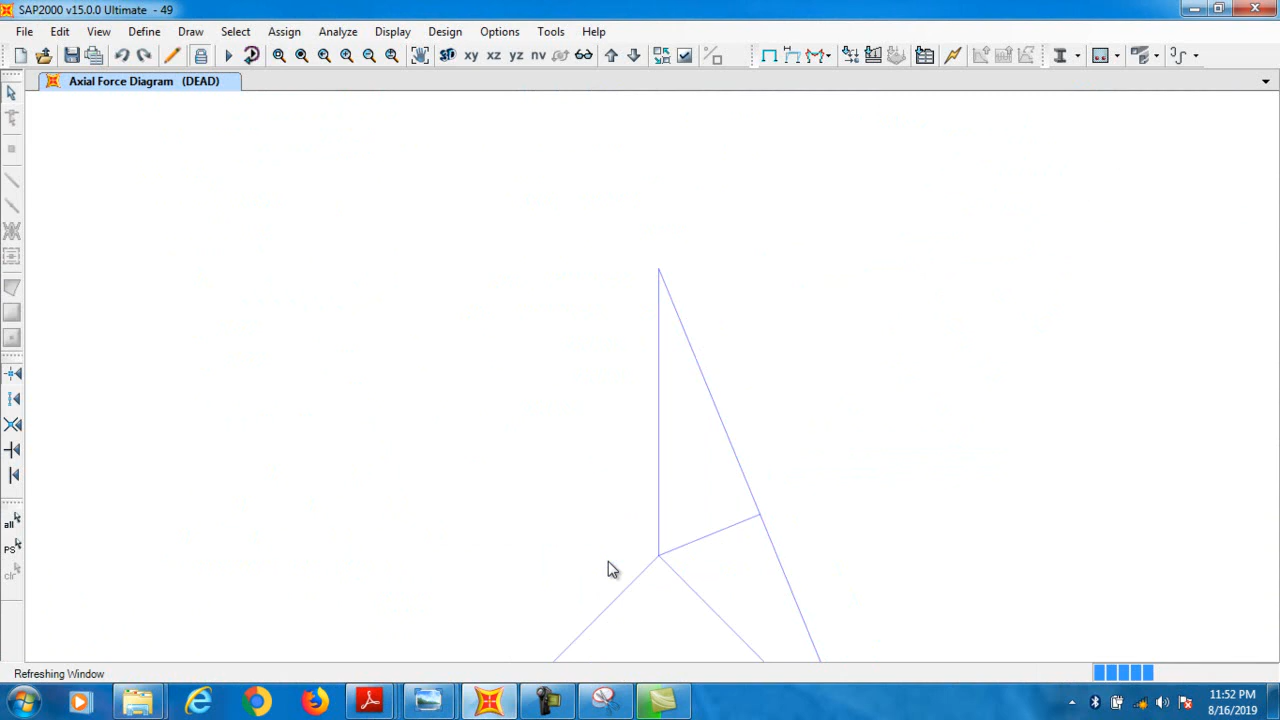 SAP2000 v15.0.0 Ultimate - 49
File Edit View Define Draw Select Assign Analyze Display Design Options Tools Help
3D xy xz yz nv
Axial Force Diagram (DEAD)
all
PS
clr
Refreshing Window
11:52 PM
8/16/2019